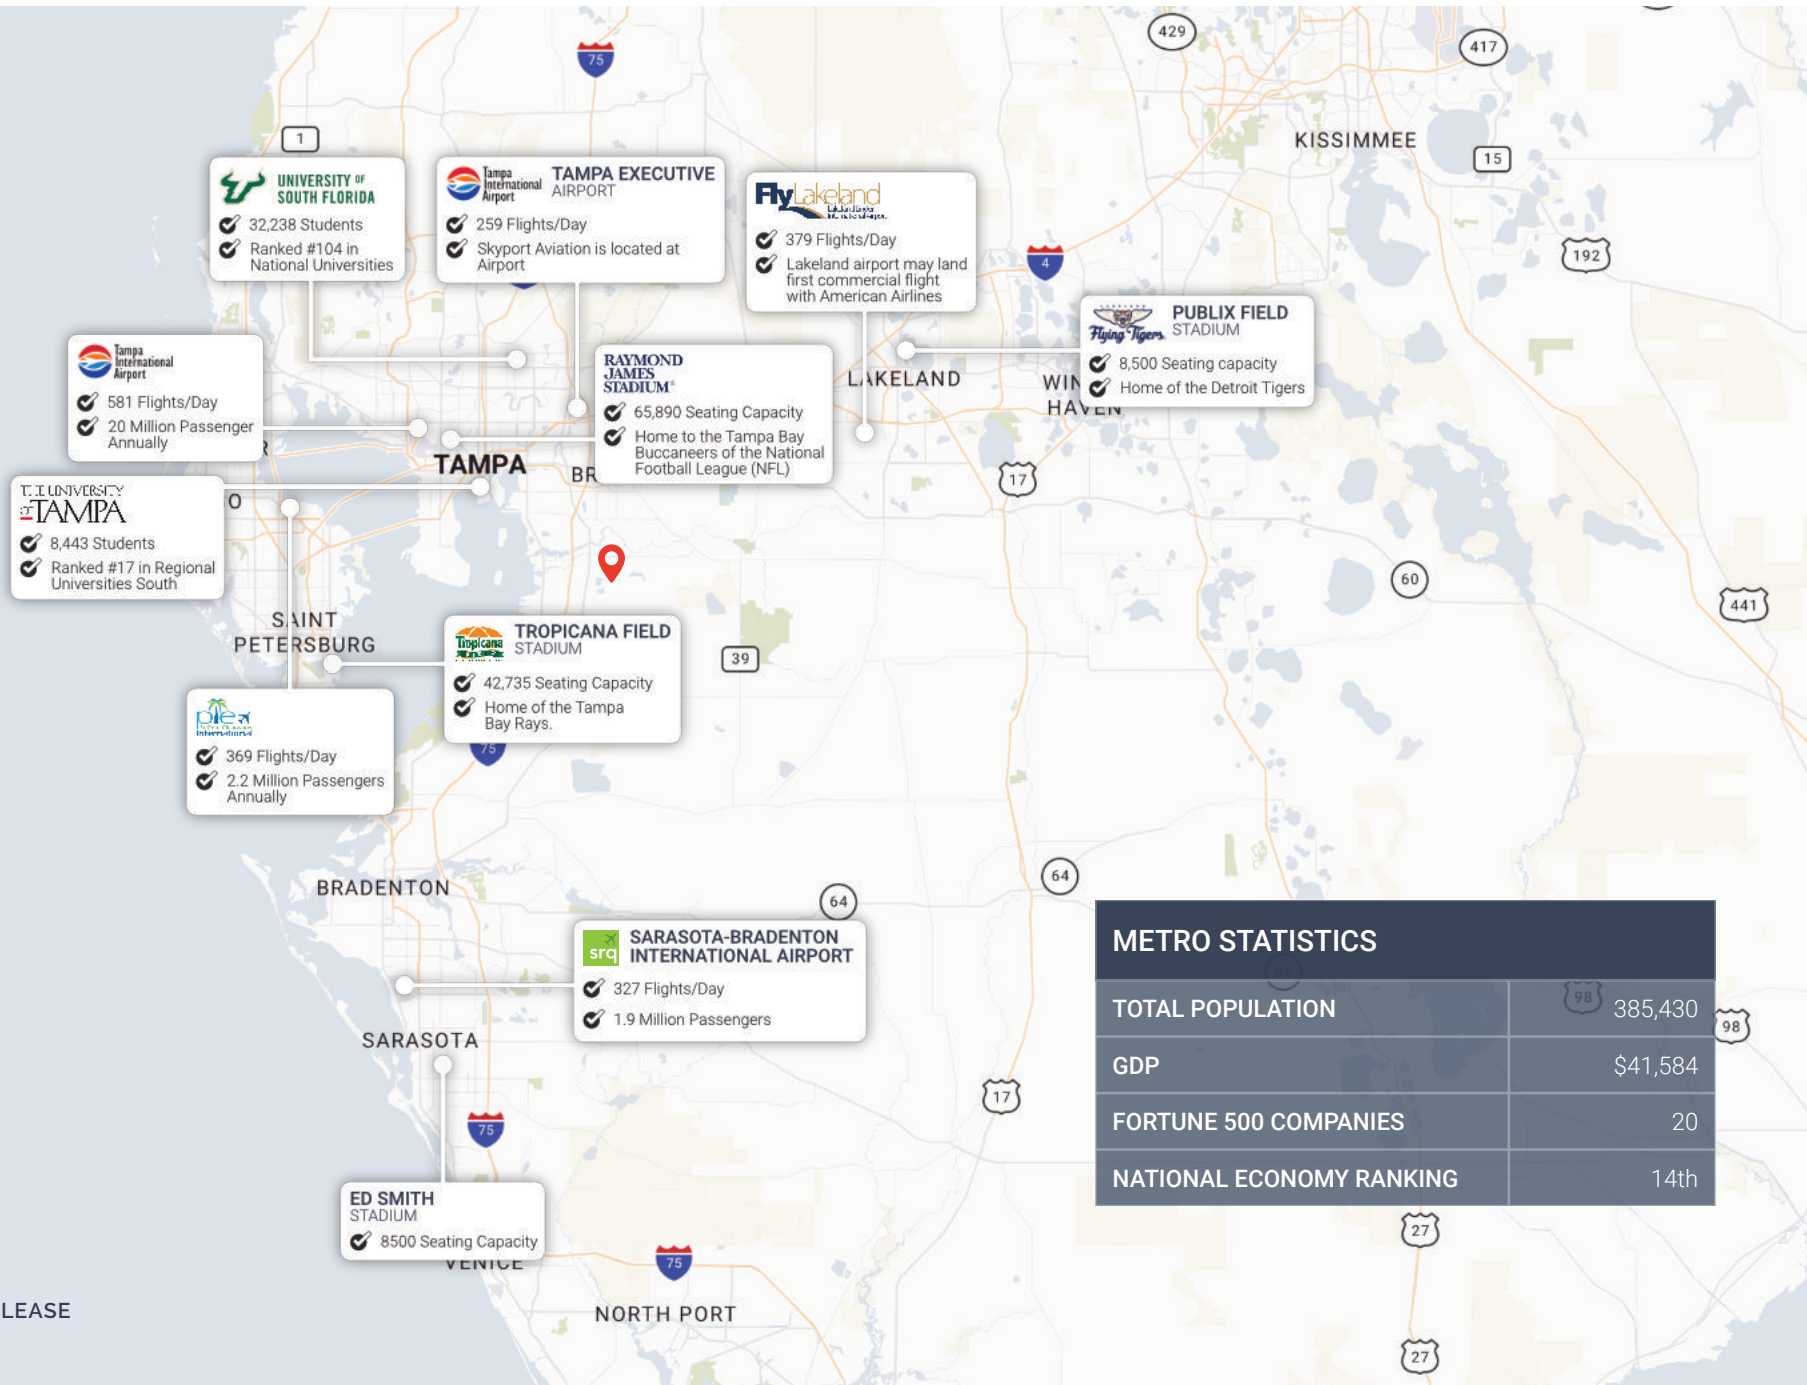 429
417
75
KISSIMMEE
1
15
UNIVERSITY OF
SOUTH FLORIDA
32,238 Students
Ranked #104 in
National Universities
Tampa
International
Airport
TAMPA EXECUTIVE
AIRPORT
259 Flights/Day
Skyport Aviation is located at
Airport
FlyLakeland
379 Flights/Day
Lakeland airport may land
first commercial flight
with American Airlines
4
192
Flying Tigers
PUBLIX FIELD
STADIUM
8,500 Seating capacity
Home of the Detroit Tigers
Tampa
International
Airport
581 Flights/Day
20 Million Passenger
Annually
RAYMOND
JAMES
STADIUM
65,890 Seating Capacity
Home to the Tampa Bay
Buccaneers of the National
Football League (NFL)
LAKELAND
WIN
HAVEN
TAMPA
BR
17
UNIVERSITY
TAMPA
8,443 Students
Ranked #17 in Regional
Universities South
O
60
441
SAINT
PETERSBURG
Tropicana
TROPICANA FIELD
STADIUM
42,735 Seating Capacity
Home of the Tampa
Bay Rays.
39
pie
International
369 Flights/Day
2.2 Million Passengers
Annually
75
BRADENTON
64
64
srq
SARASOTA-BRADENTON
INTERNATIONAL AIRPORT
327 Flights/Day
1.9 Million Passengers
SARASOTA
METRO STATISTICS
TOTAL POPULATION 385,430
GDP $41,584
FORTUNE 500 COMPANIES 20
NATIONAL ECONOMY RANKING 14th
98
98
17
75
ED SMITH
STADIUM
8500 Seating Capacity
VENICE
75
27
NORTH PORT
27
LEASE